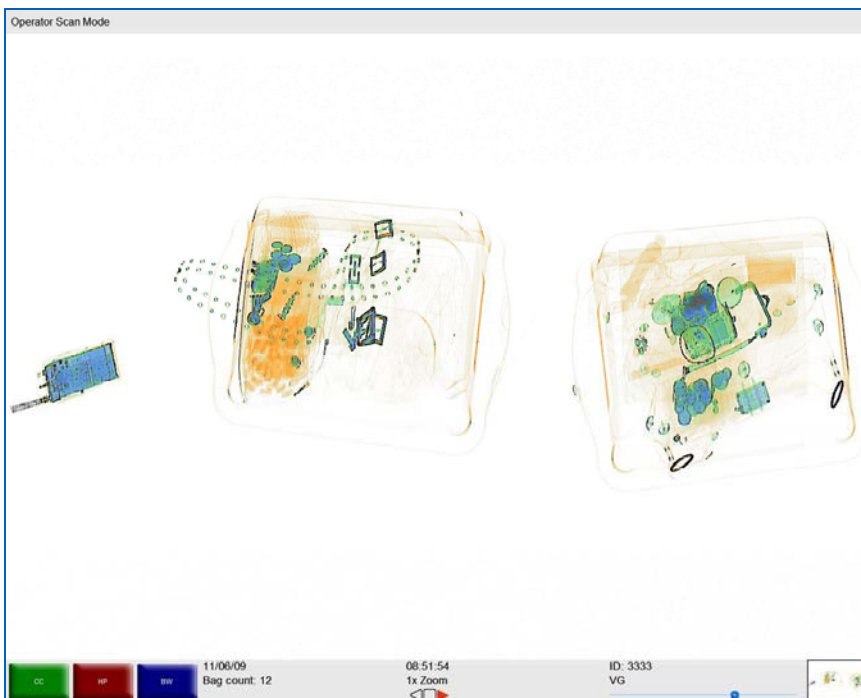 Operator Scan Mode
CC
HP
BW
11/06/09
Bag count: 12
08:51:54
1x Zoom
ID: 3333
VG